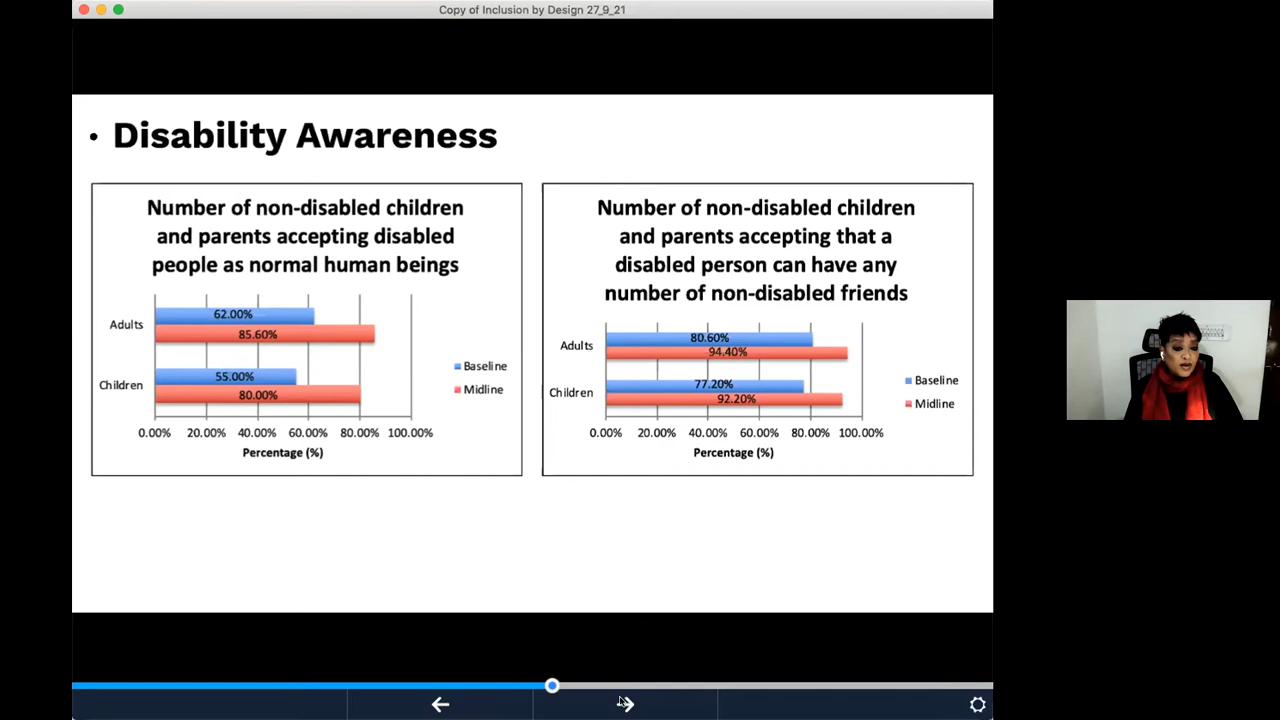 Copy of Inclusion by Design 27_9_21
• Disability Awareness
Number of non-disabled children
and parents accepting disabled
people as normal human beings
Adults
62.00%
85.60%
Children
55.00%
80.00%
Baseline
Midline
0.00% 20.00% 40.00% 60.00% 80.00% 100.00%
Percentage (%)
Number of non-disabled children
and parents accepting that a
disabled person can have any
number of non-disabled friends
Adults
80.60%
94.40%
Children
77.20%
92.20%
Baseline
Midline
0.00% 20.00% 40.00% 60.00% 80.00% 100.00%
Percentage (%)